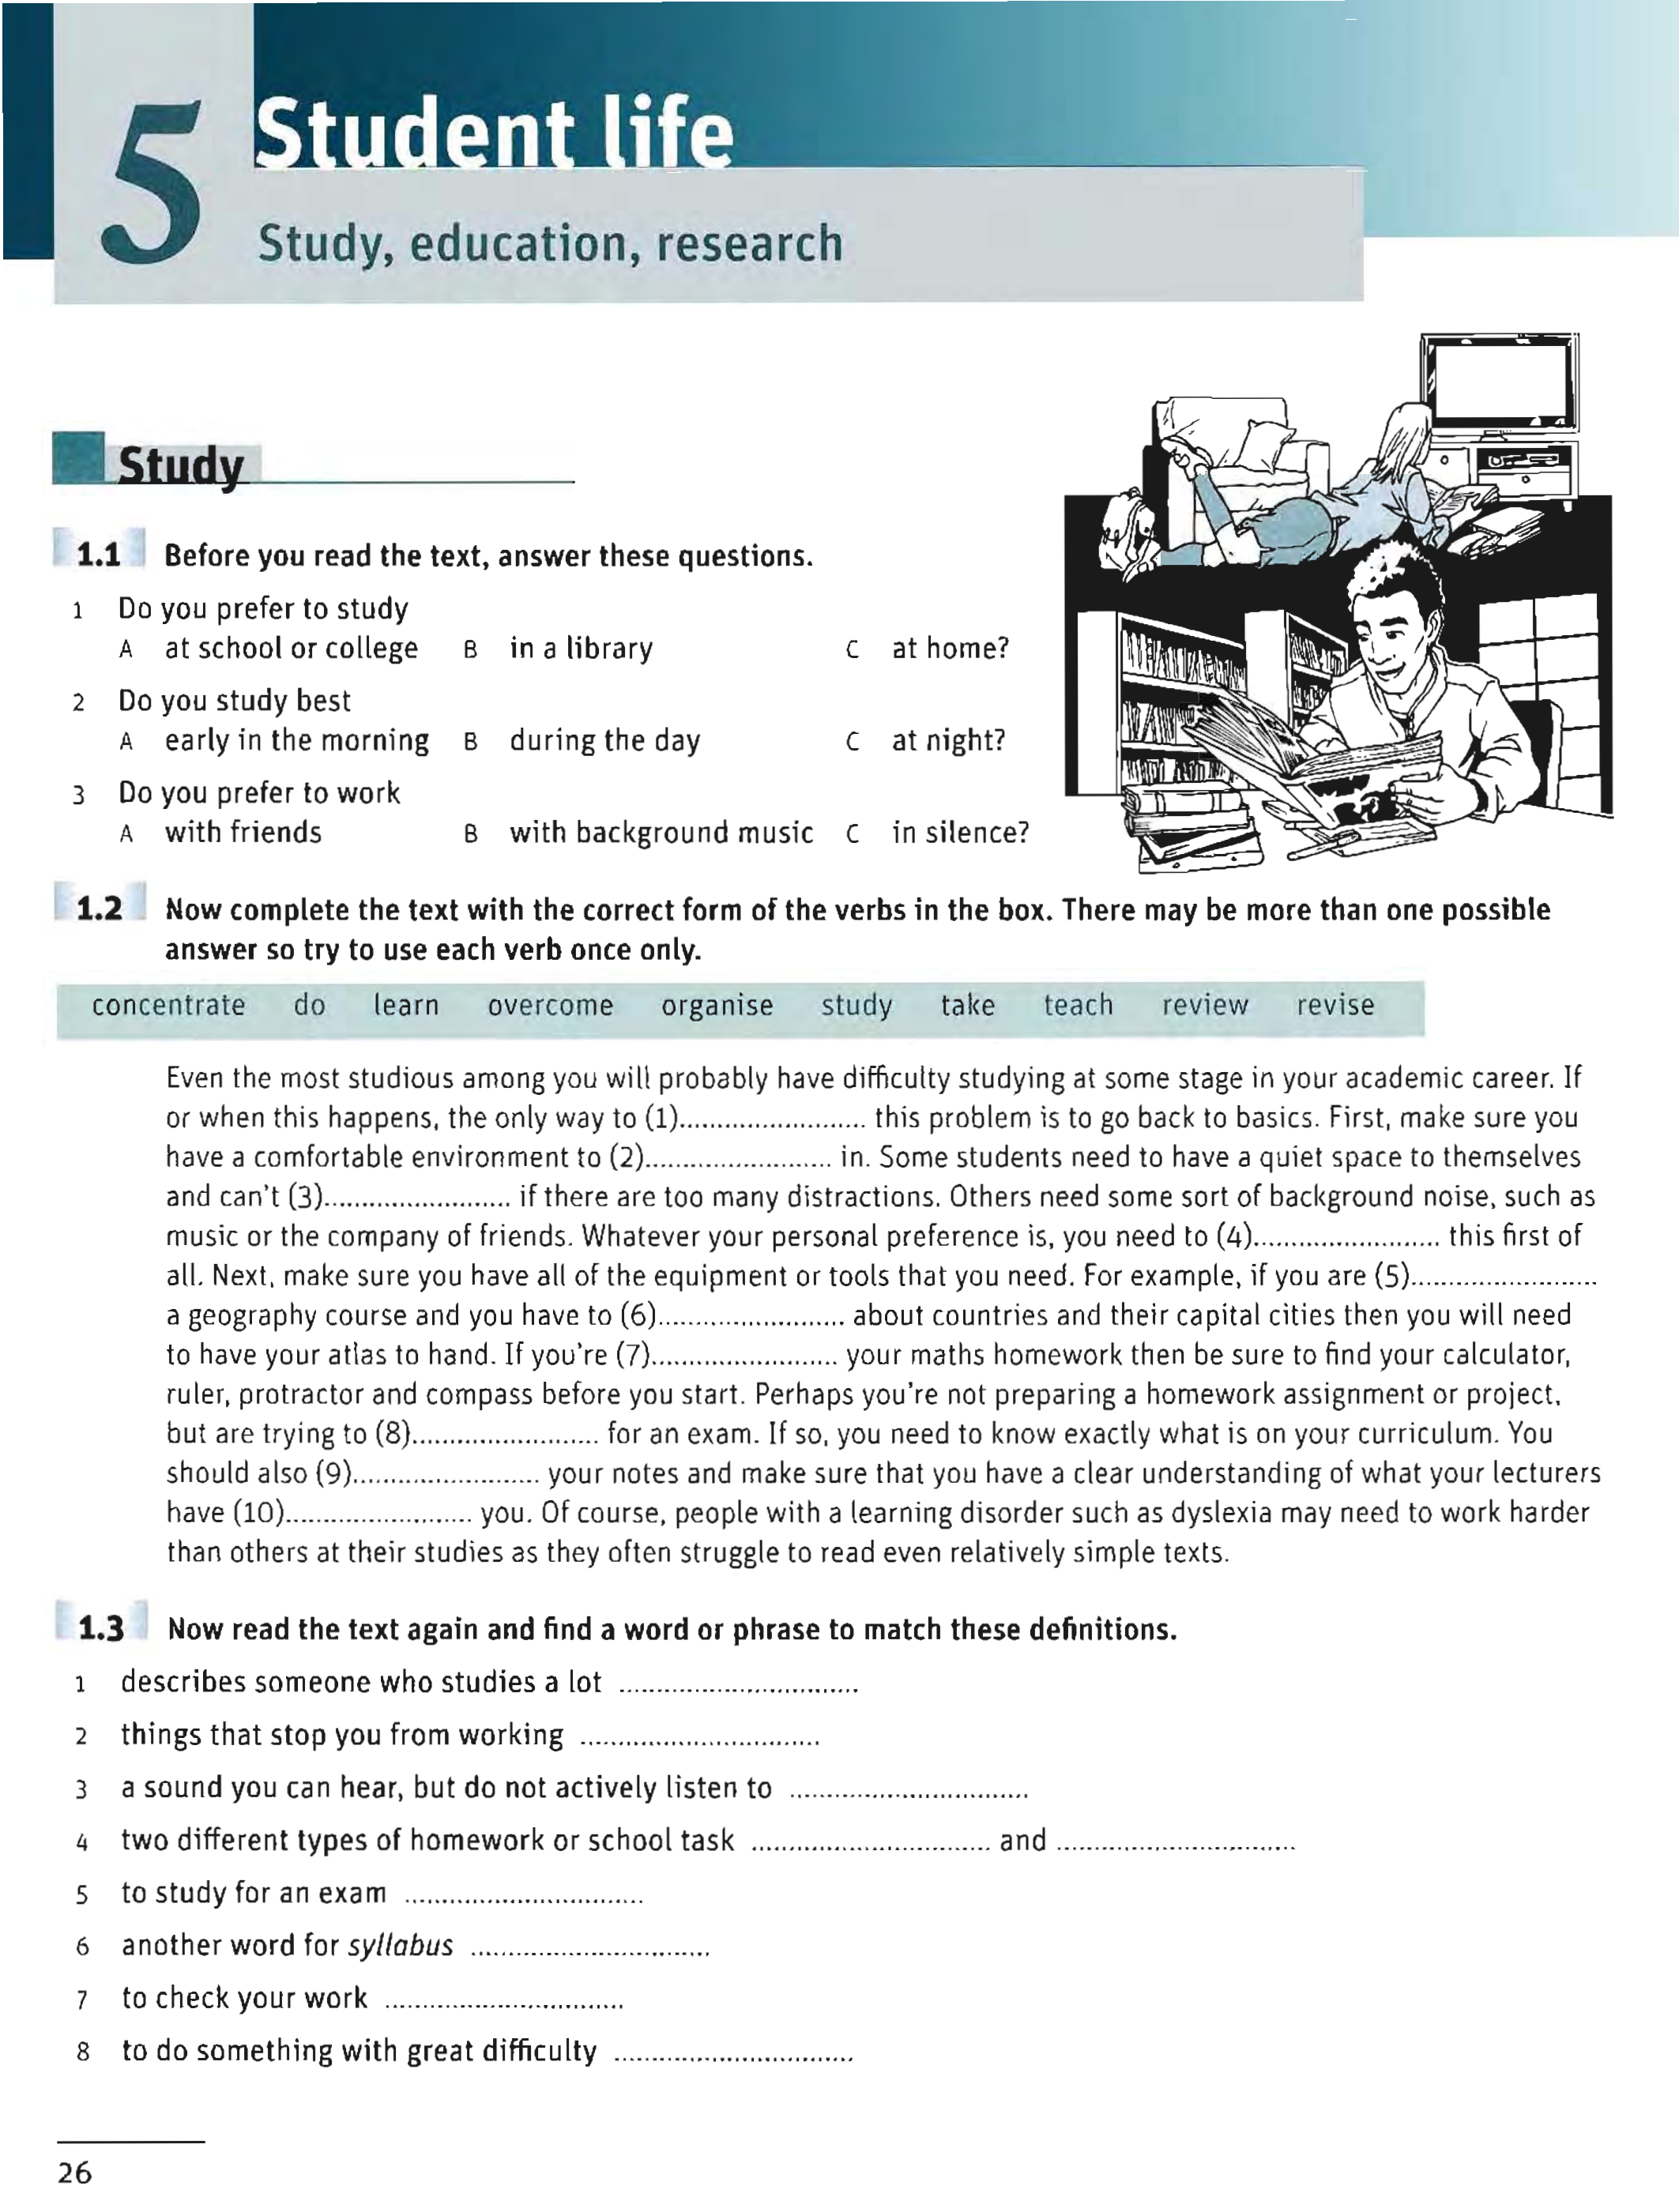 5 Student life
Study, education, research
Study
1.1 Before you read the text, answer these questions.
1 Do you prefer to study
A at school or college B in a library C at home?
2 Do you study best
A early in the morning B during the day C at night?
3 Do you prefer to work
A with friends B with background music C in silence?
1.2 Now complete the text with the correct form of the verbs in the box. There may be more than one possible
answer so try to use each verb once only.
concentrate do learn overcome organise study take teach review revise
Even the most studious among you will probably have difficulty studying at some stage in your academic career. If
or when this happens, the only way to (1)......................... this problem is to go back to basics. First, make sure you
have a comfortable environment to (2)......................... in. Some students need to have a quiet space to themselves
and can't (3)......................... if there are too many distractions. Others need some sort of background noise, such as
music or the company of friends. Whatever your personal preference is, you need to (4)......................... this first of
all. Next, make sure you have all of the equipment or tools that you need. For example, if you are (5).........................
a geography course and you have to (6)......................... about countries and their capital cities then you will need
to have your atlas to hand. If you're (7)......................... your maths homework then be sure to find your calculator,
ruler, protractor and compass before you start. Perhaps you're not preparing a homework assignment or project,
but are trying to (8)......................... for an exam. If so, you need to know exactly what is on your curriculum. You
should also (9)......................... your notes and make sure that you have a clear understanding of what your lecturers
have (10)......................... you. Of course, people with a learning disorder such as dyslexia may need to work harder
than others at their studies as they often struggle to read even relatively simple texts.
1.3 Now read the text again and find a word or phrase to match these definitions.
1 describes someone who studies a lot ................................
2 things that stop you from working ................................
3 a sound you can hear, but do not actively listen to ................................
4 two different types of homework or school task ................................ and ................................
5 to study for an exam ................................
6 another word for syllabus ................................
7 to check your work ................................
8 to do something with great difficulty ................................
26